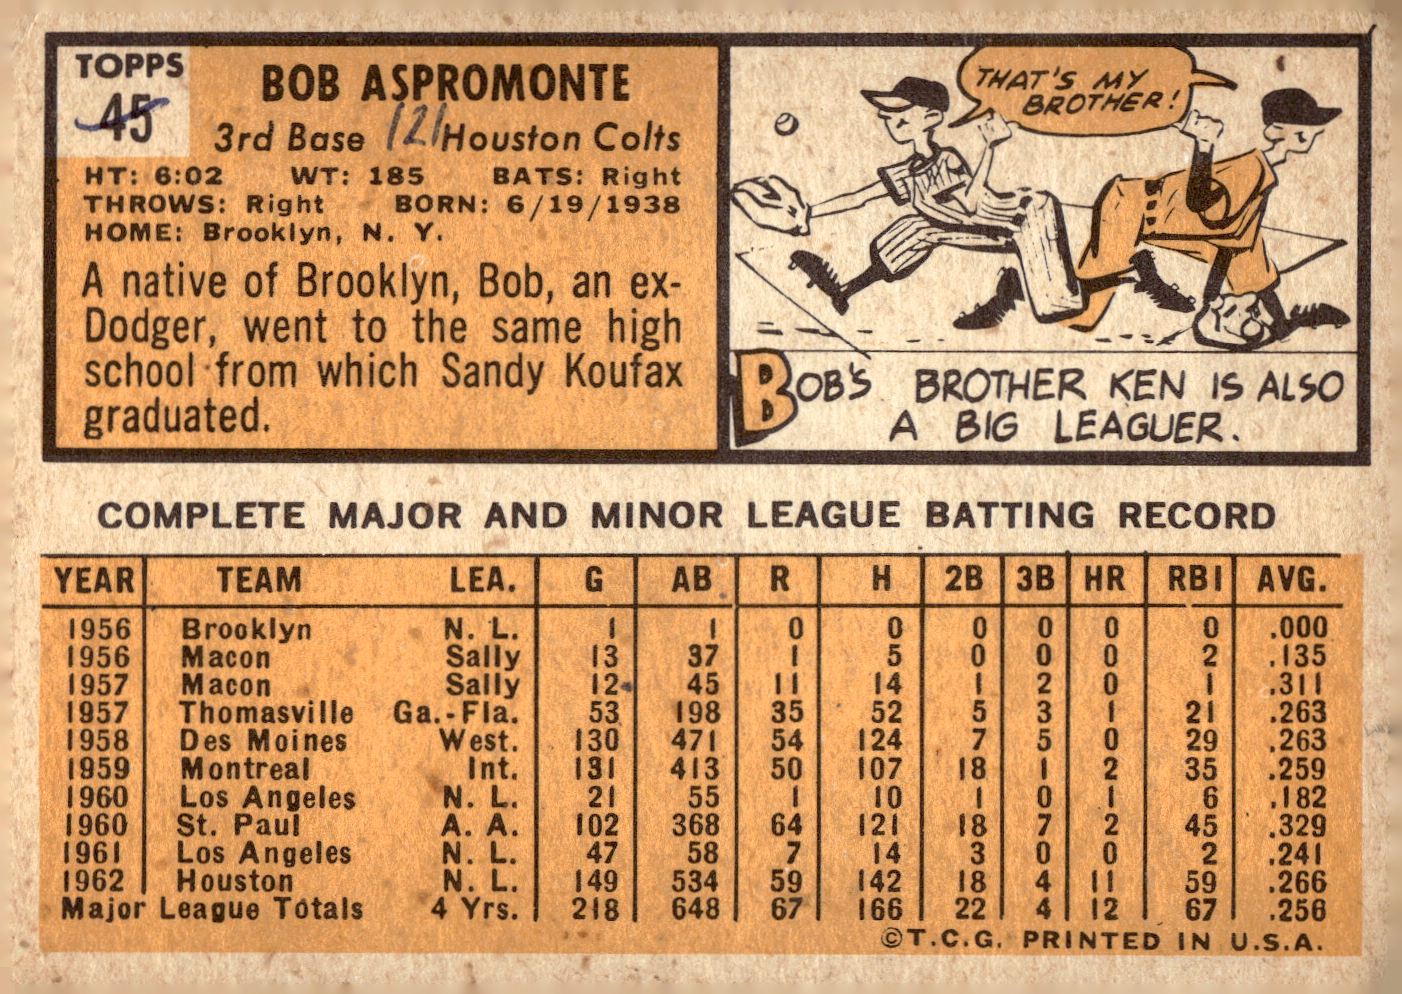 TOPPS
45
BOB ASPROMONTE
3rd Base 121 Houston Colts
HT: 6:02 WT: 185 BATS: Right
THROWS: Right BORN: 6/19/1938
HOME: Brooklyn, N. Y.
A native of Brooklyn, Bob, an ex-
Dodger, went to the same high
school from which Sandy Koufax
graduated.
THAT'S MY
BROTHER!
BOB'S BROTHER KEN IS ALSO
A BIG LEAGUER.
COMPLETE MAJOR AND MINOR LEAGUE BATTING RECORD
YEAR TEAM LEA. G AB R H 2B 3B HR RBI AVG.
1956 Brooklyn N. L. 1 1 0 0 0 0 0 0 .000
1956 Macon Sally 13 37 1 5 0 0 0 2 .135
1957 Macon Sally 12 45 11 14 1 2 0 1 .311
1957 Thomasville Ga.-Fla. 53 198 35 52 5 3 1 21 .263
1958 Des Moines West. 130 471 54 124 7 5 0 29 .263
1959 Montreal Int. 131 413 50 107 18 1 2 35 .259
1960 Los Angeles N. L. 21 55 1 10 1 0 1 6 .182
1960 St. Paul A. A. 102 368 64 121 18 7 2 45 .329
1961 Los Angeles N. L. 47 58 7 14 3 0 0 2 .241
1962 Houston N. L. 149 534 59 142 18 4 11 59 .266
Major League Totals 4 Yrs. 218 648 67 166 22 4 12 67 .256
©T.C.G. PRINTED IN U.S.A.